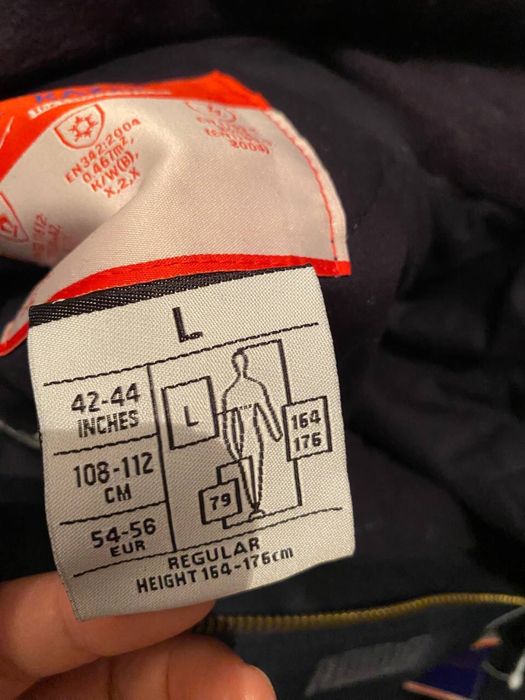 EN342:2004
0.467m²,
K/W(B),
X.2,X
L
42-44
INCHES
108-112
CM
54-56
EUR
L
164
176
79
REGULAR
HEIGHT 164-176cm